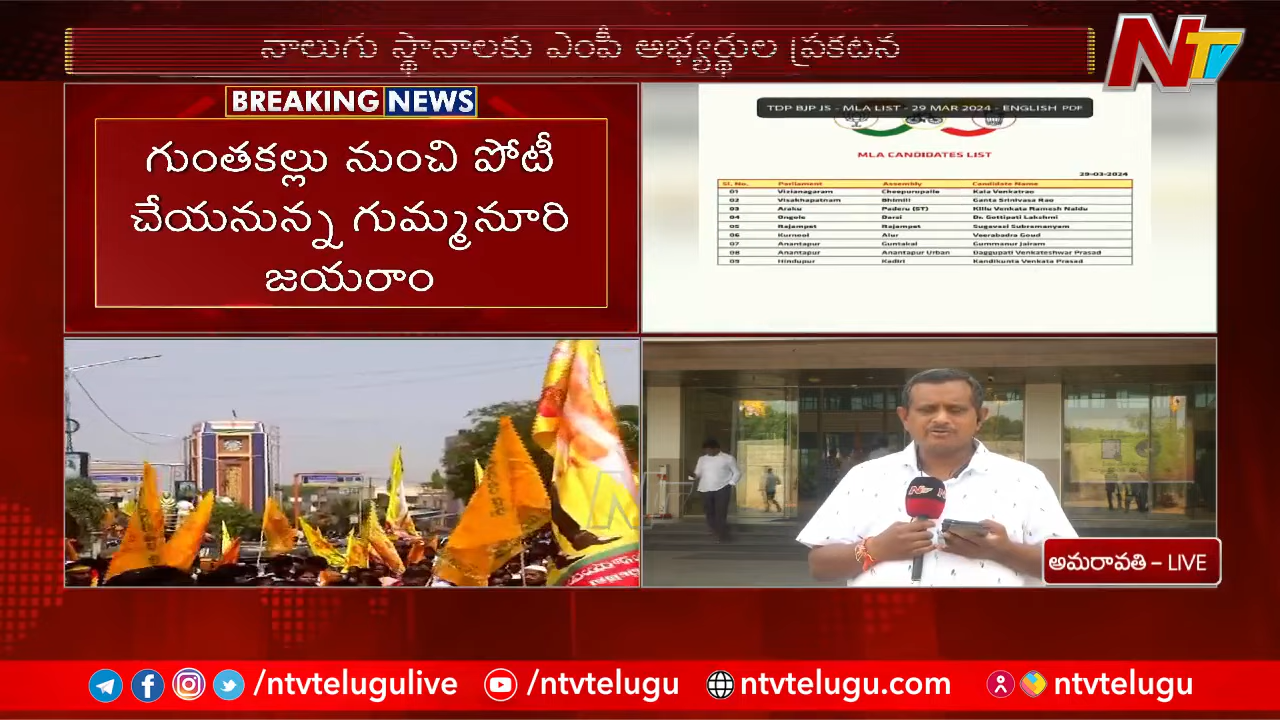 నాలుగు స్థానాలకు ఎంపీ అభ్యర్థుల ప్రకటన
NTV
BREAKING NEWS
గుంతకల్లు నుంచి పోటీ
చేయనున్న గుమ్మనూరి
జయరాం
TDP BJP JS - MLA LIST - 29 MAR 2024 - ENGLISH PDF
MLA CANDIDATES LIST
29-03-2024
Sl. No. Parliament Assembly Candidate Name
01 Vizianagaram Cheepurupalle Kala Venkatrao
02 Visakhapatnam Bhimili Ganta Srinivasa Rao
03 Araku Paderu (ST) Killu Venkata Ramesh Naidu
04 Ongole Darsi Dr. Gottipati Lakshmi
05 Rajampet Rajampet Sugavasi Subramanyam
06 Kurnool Alur Veerabadra Goud
07 Anantapur Guntakal Gummanur Jairam
08 Anantapur Anantapur Urban Daggupati Venkateshwar Prasad
09 Hindupur Kadiri Kandikunta Venkata Prasad
అమరావతి – LIVE
/ntvtelugulive /ntvtelugu ntvtelugu.com ntvtelugu